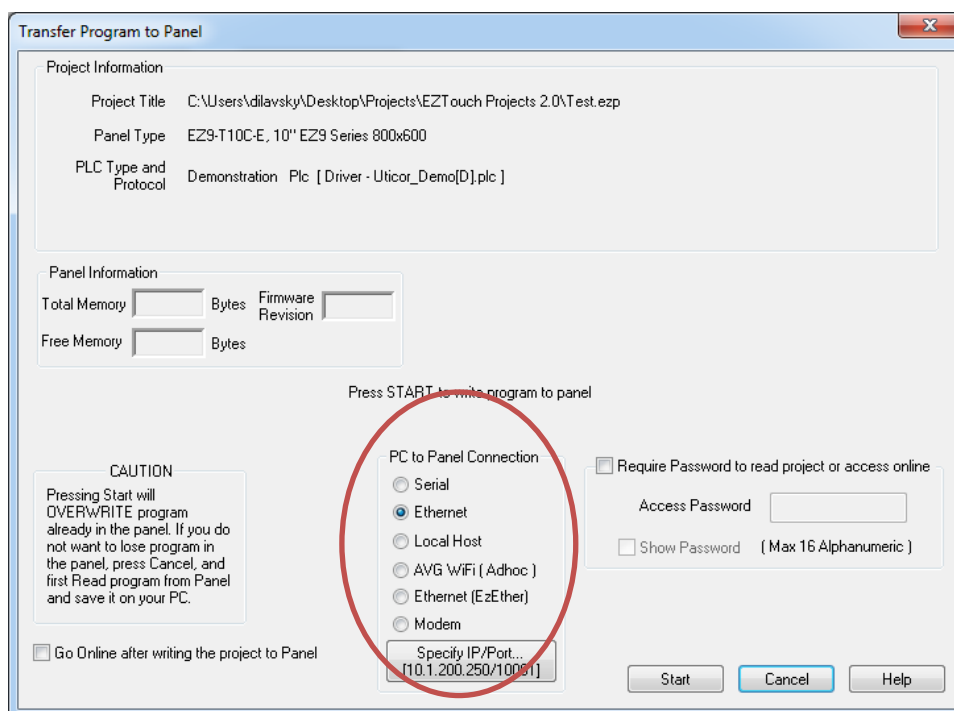 Transfer Program to Panel
Project Information
Project Title C:\Users\dilavsky\Desktop\Projects\EZTouch Projects 2.0\Test.ezp
Panel Type EZ9-T10C-E, 10" EZ9 Series 800x600
PLC Type and
Protocol
Demonstration Plc [ Driver - Uticor_Demo[D].plc ]
Panel Information
Total Memory Bytes
Firmware
Revision
Free Memory Bytes
Press START to write program to panel
CAUTION
Pressing Start will
OVERWRITE program
already in the panel. If you do
not want to lose program in
the panel, press Cancel, and
first Read program from Panel
and save it on your PC.
Go Online after writing the project to Panel
PC to Panel Connection
Serial
Ethernet
Local Host
AVG WiFi ( Adhoc )
Ethernet (EzEther)
Modem
Specify IP/Port...
[10.1.200.250/10001]
Require Password to read project or access online
Access Password
Show Password ( Max 16 Alphanumeric )
Start Cancel Help